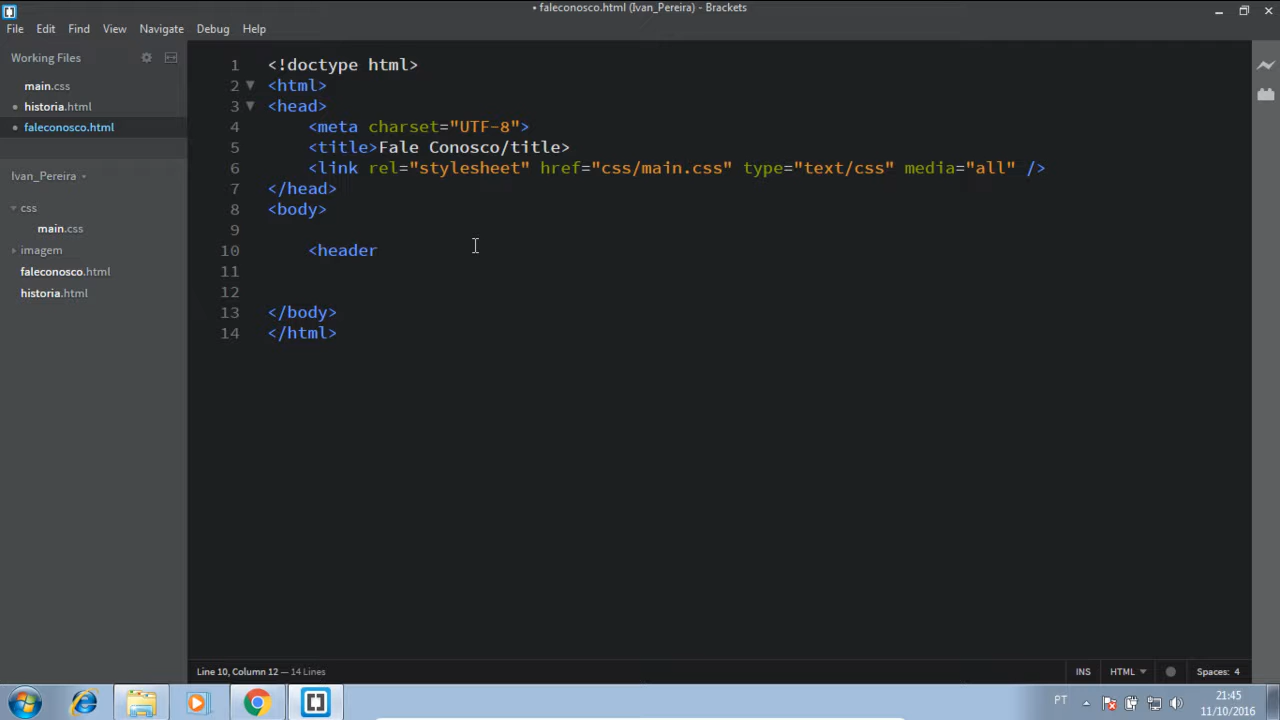 • faleconosco.html (Ivan_Pereira) - Brackets
File Edit Find View Navigate Debug Help
Working Files
main.css
• historia.html
• faleconosco.html
Ivan_Pereira
css
main.css
imagem
faleconosco.html
historia.html
1 <!doctype html>
2 <html>
3 <head>
4 <meta charset="UTF-8">
5 <title>Fale Conosco/title>
6 <link rel="stylesheet" href="css/main.css" type="text/css" media="all" />
7 </head>
8 <body>
9
10 <header
11
12
13 </body>
14 </html>
Line 10, Column 12 — 14 Lines
INS HTML Spaces: 4
PT 21:45
11/10/2016